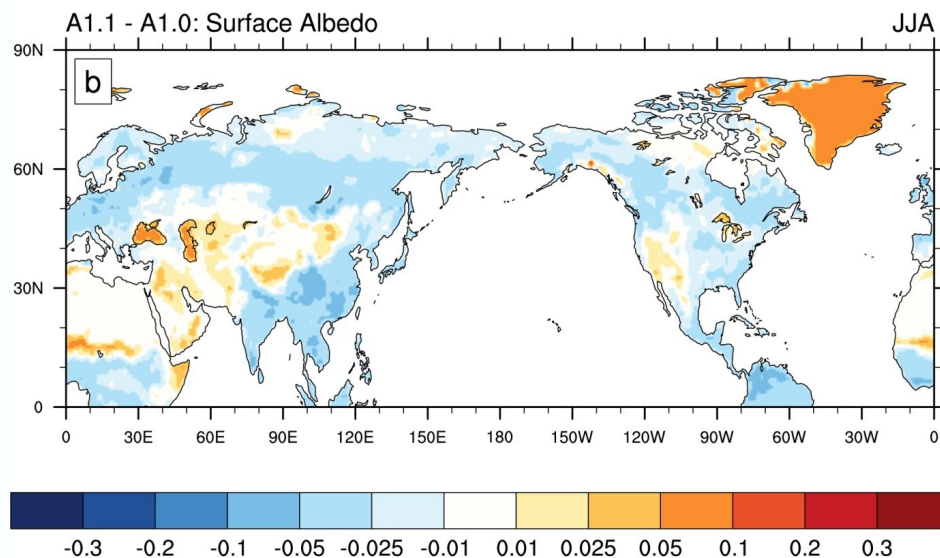 A1.1 - A1.0: Surface Albedo JJA
b
90N
60N
30N
0
0 30E 60E 90E 120E 150E 180 150W 120W 90W 60W 30W 0
-0.3 -0.2 -0.1 -0.05 -0.025 -0.01 0.01 0.025 0.05 0.1 0.2 0.3